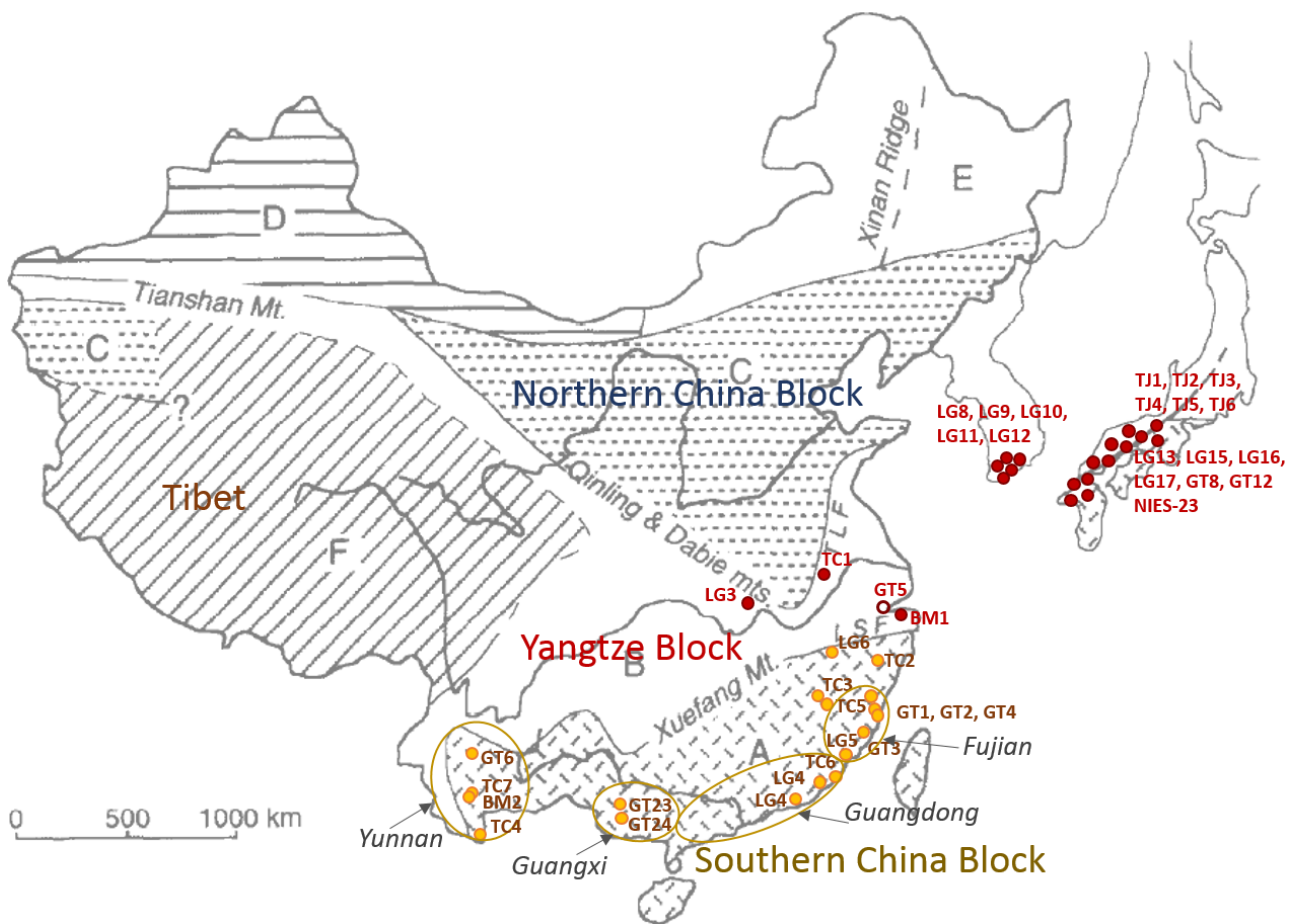 Xinan Ridge
E
D
Tianshan Mt.
C
C
?
Northern China Block
TJ1, TJ2, TJ3,
TJ4, TJ5, TJ6
LG8, LG9, LG10,
LG11, LG12
LG13, LG15, LG16,
LG17, GT8, GT12
NIES-23
Tibet
F
Qinling & Dabie mts.
TLF
TC1
LG3
GT5
BM1
SF
Yangtze Block
B
LG6
TC2
Xuefang Mt.
TC3
TC5
GT1, GT2, GT4
A
LG5
GT3
Fujian
GT6
TC6
LG4
TC7
BM2
LG4
GT23
GT24
Guangdong
TC4
Yunnan
Guangxi
Southern China Block
0
500
1000 km